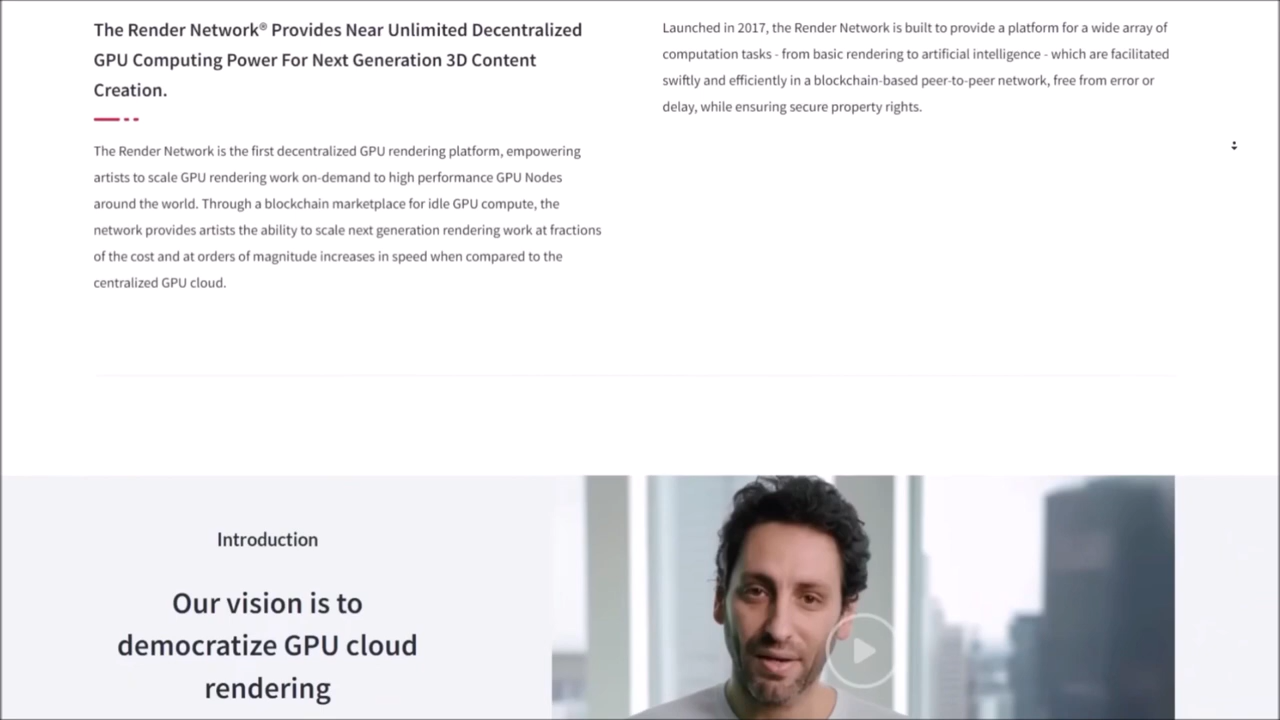 The Render Network® Provides Near Unlimited Decentralized
GPU Computing Power For Next Generation 3D Content
Creation.
The Render Network is the first decentralized GPU rendering platform, empowering
artists to scale GPU rendering work on-demand to high performance GPU Nodes
around the world. Through a blockchain marketplace for idle GPU compute, the
network provides artists the ability to scale next generation rendering work at fractions
of the cost and at orders of magnitude increases in speed when compared to the
centralized GPU cloud.
Launched in 2017, the Render Network is built to provide a platform for a wide array of
computation tasks - from basic rendering to artificial intelligence - which are facilitated
swiftly and efficiently in a blockchain-based peer-to-peer network, free from error or
delay, while ensuring secure property rights.
Introduction
Our vision is to
democratize GPU cloud
rendering